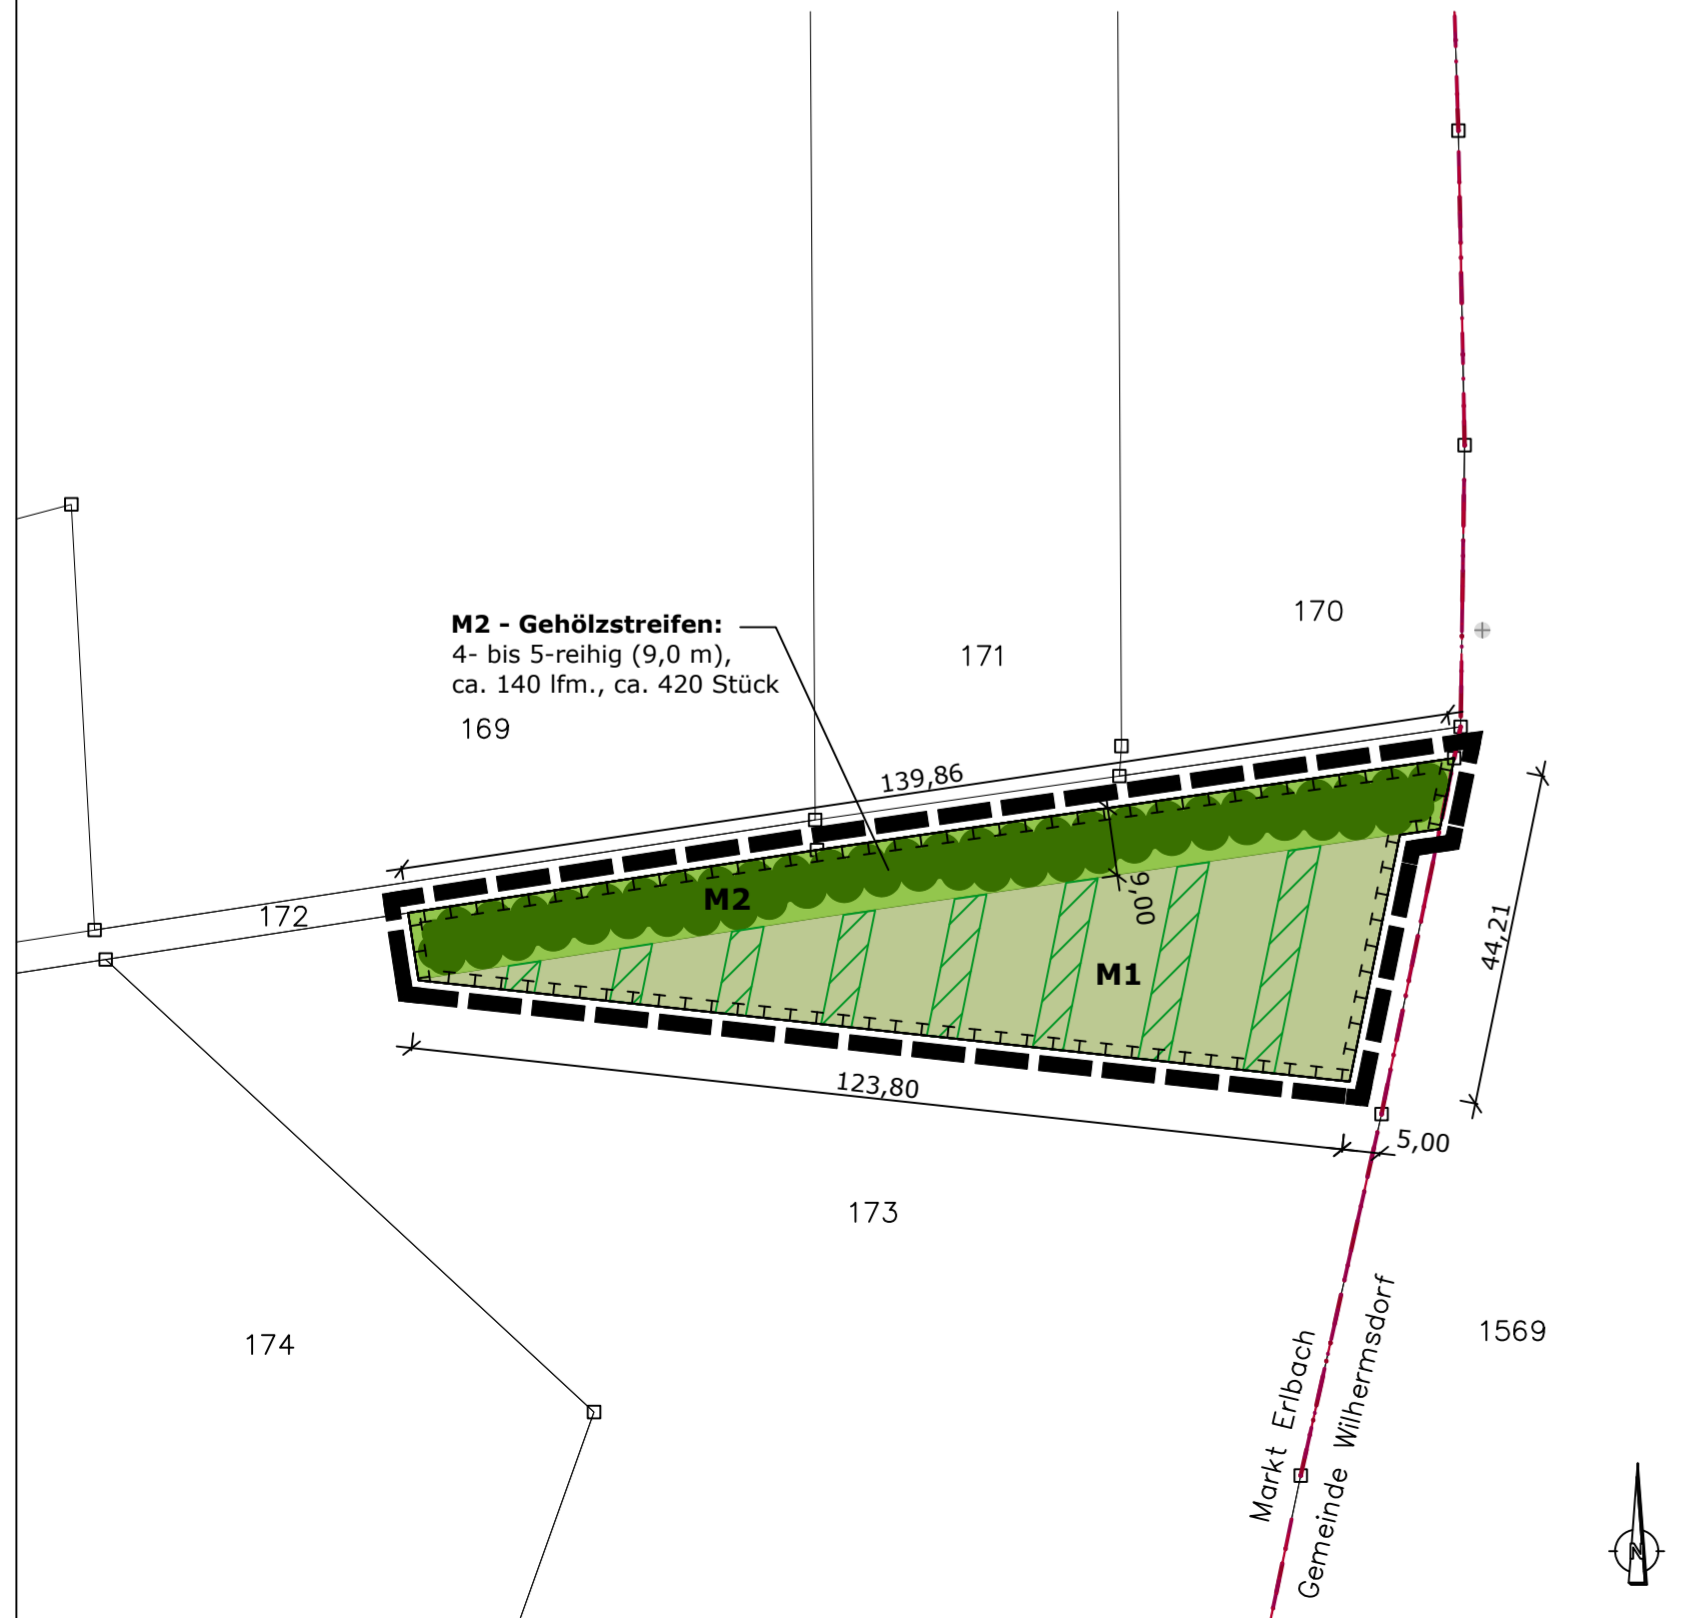 170
M2 - Gehölzstreifen:
4- bis 5-reihig (9,0 m),
ca. 140 lfm., ca. 420 Stück
171
169
139,86
172
M2
9,00
M1
44,21
123,80
5,00
173
174
1569
Markt Erlbach
Gemeinde Wilhermsdorf
N